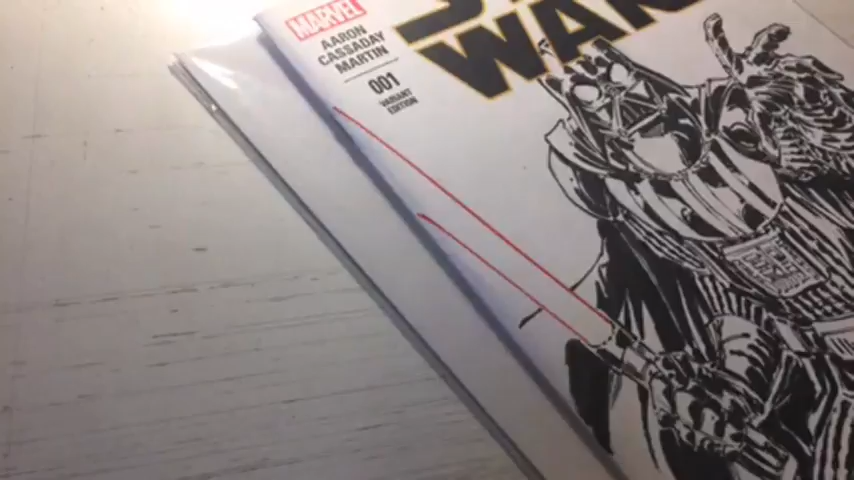 MARVEL
AARON
CASSADAY
MARTIN
001
VARIANT
EDITION
WAR